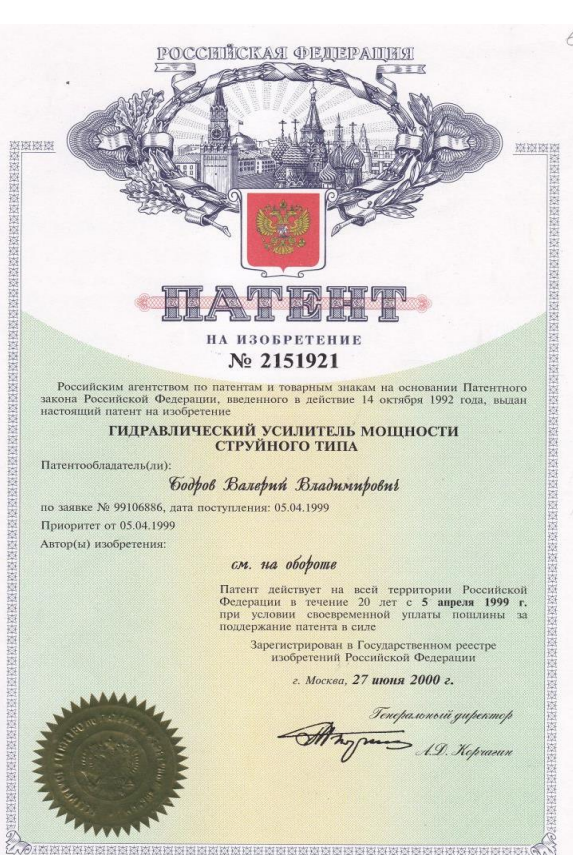 РОССИЙСКАЯ ФЕДЕРАЦИЯ
ПАТЕНТ
НА ИЗОБРЕТЕНИЕ
№ 2151921
Российским агентством по патентам и товарным знакам на основании Патентного
закона Российской Федерации, введенного в действие 14 октября 1992 года, выдан
настоящий патент на изобретение
ГИДРАВЛИЧЕСКИЙ УСИЛИТЕЛЬ МОЩНОСТИ
СТРУЙНОГО ТИПА
Патентообладатель(ли):
Бодров Валерий Владимирович
по заявке № 99106886, дата поступления: 05.04.1999
Приоритет от 05.04.1999
Автор(ы) изобретения:
см. на обороте
Патент действует на всей территории Российской
Федерации в течение 20 лет с 5 апреля 1999 г.
при условии своевременной уплаты пошлины за
поддержание патента в силе
Зарегистрирован в Государственном реестре
изобретений Российской Федерации
г. Москва, 27 июня 2000 г.
Генеральный директор
А.Д. Корчагин